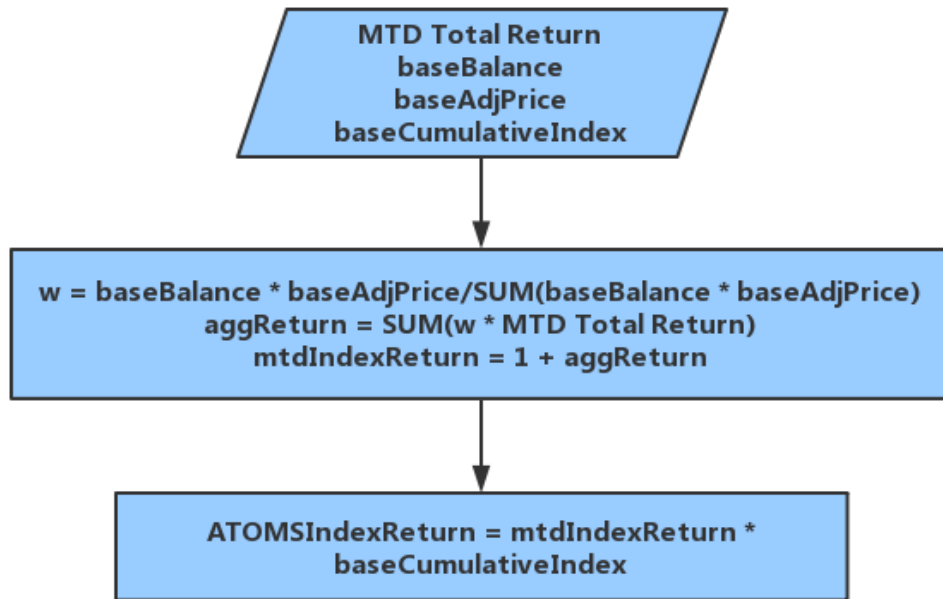 MTD Total Return
baseBalance
baseAdjPrice
baseCumulativeIndex
w = baseBalance * baseAdjPrice/SUM(baseBalance * baseAdjPrice)
aggReturn = SUM(w * MTD Total Return)
mtdIndexReturn = 1 + aggReturn
ATOMSIndexReturn = mtdIndexReturn *
baseCumulativeIndex